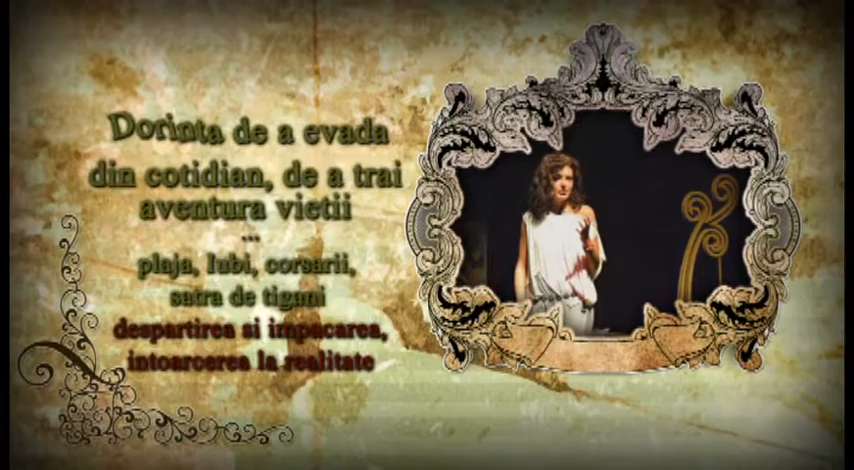 Dorinta de a evada
din cotidian, de a trai
aventura vietii
...
plaja, Iubi, corsarii,
satra de tigani
despartirea si impacarea,
intoarcerea la realitate